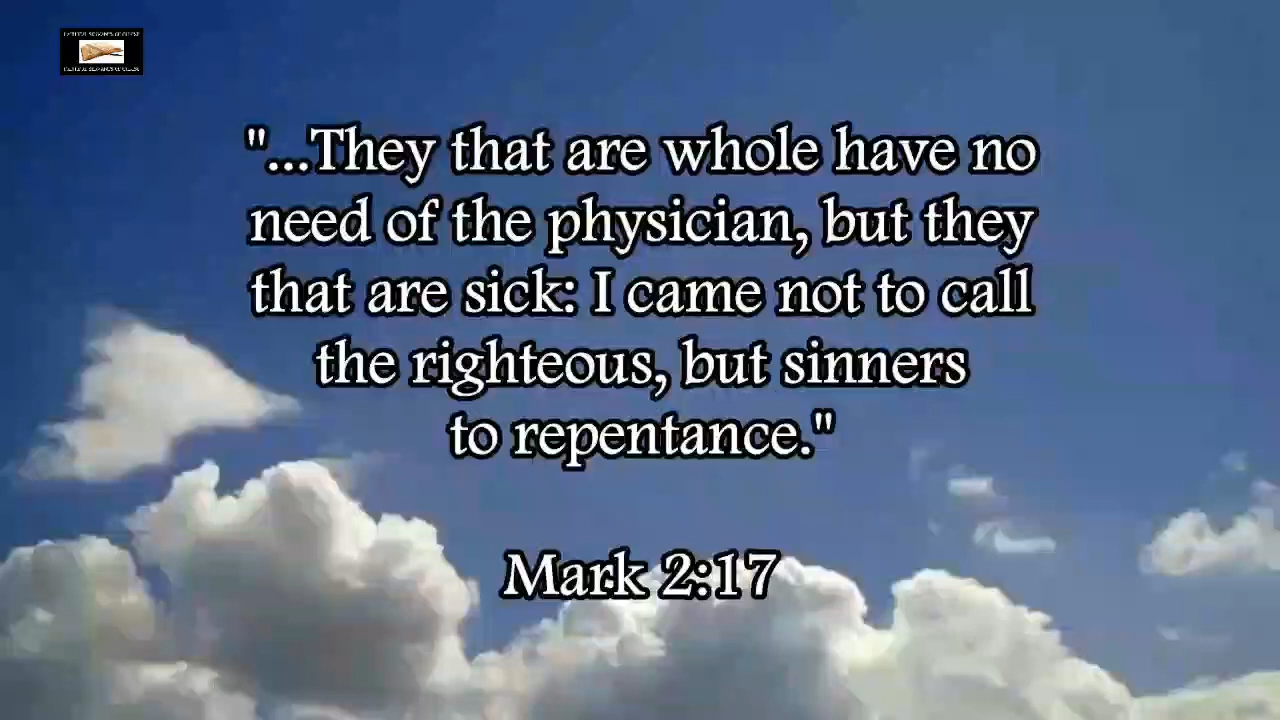 "...They that are whole have no
need of the physician, but they
that are sick: I came not to call
the righteous, but sinners
to repentance."
Mark 2:17